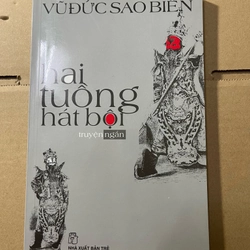 VŨ ĐỨC SAO BIỂN
hai
tuồng
hát bội
truyện ngắn
NHÀ XUẤT BẢN TRẺ